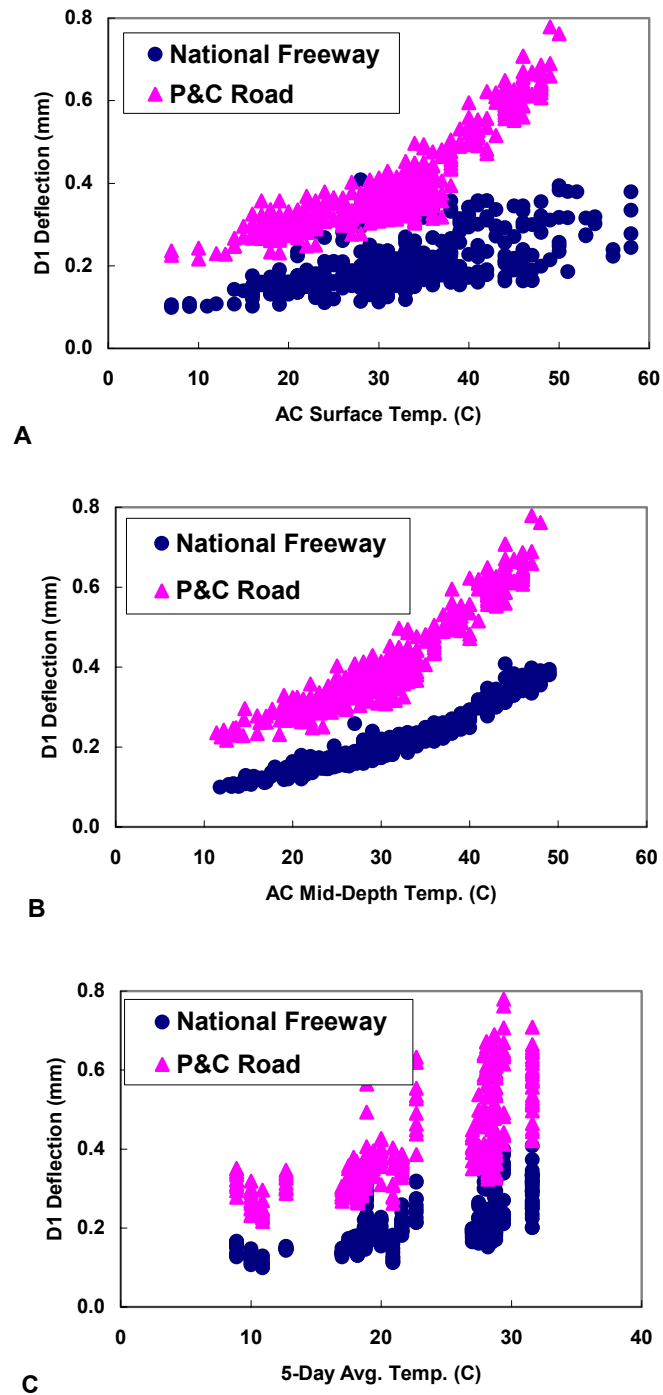 0.8
National Freeway
P&C Road
0.6
0.4
0.2
0.0
D1 Deflection (mm)
0 10 20 30 40 50 60
AC Surface Temp. (C)
A
0.8
National Freeway
P&C Road
0.6
0.4
0.2
0.0
D1 Deflection (mm)
0 10 20 30 40 50 60
AC Mid-Depth Temp. (C)
B
0.8
National Freeway
P&C Road
0.6
0.4
0.2
0.0
D1 Deflection (mm)
0 10 20 30 40
5-Day Avg. Temp. (C)
C